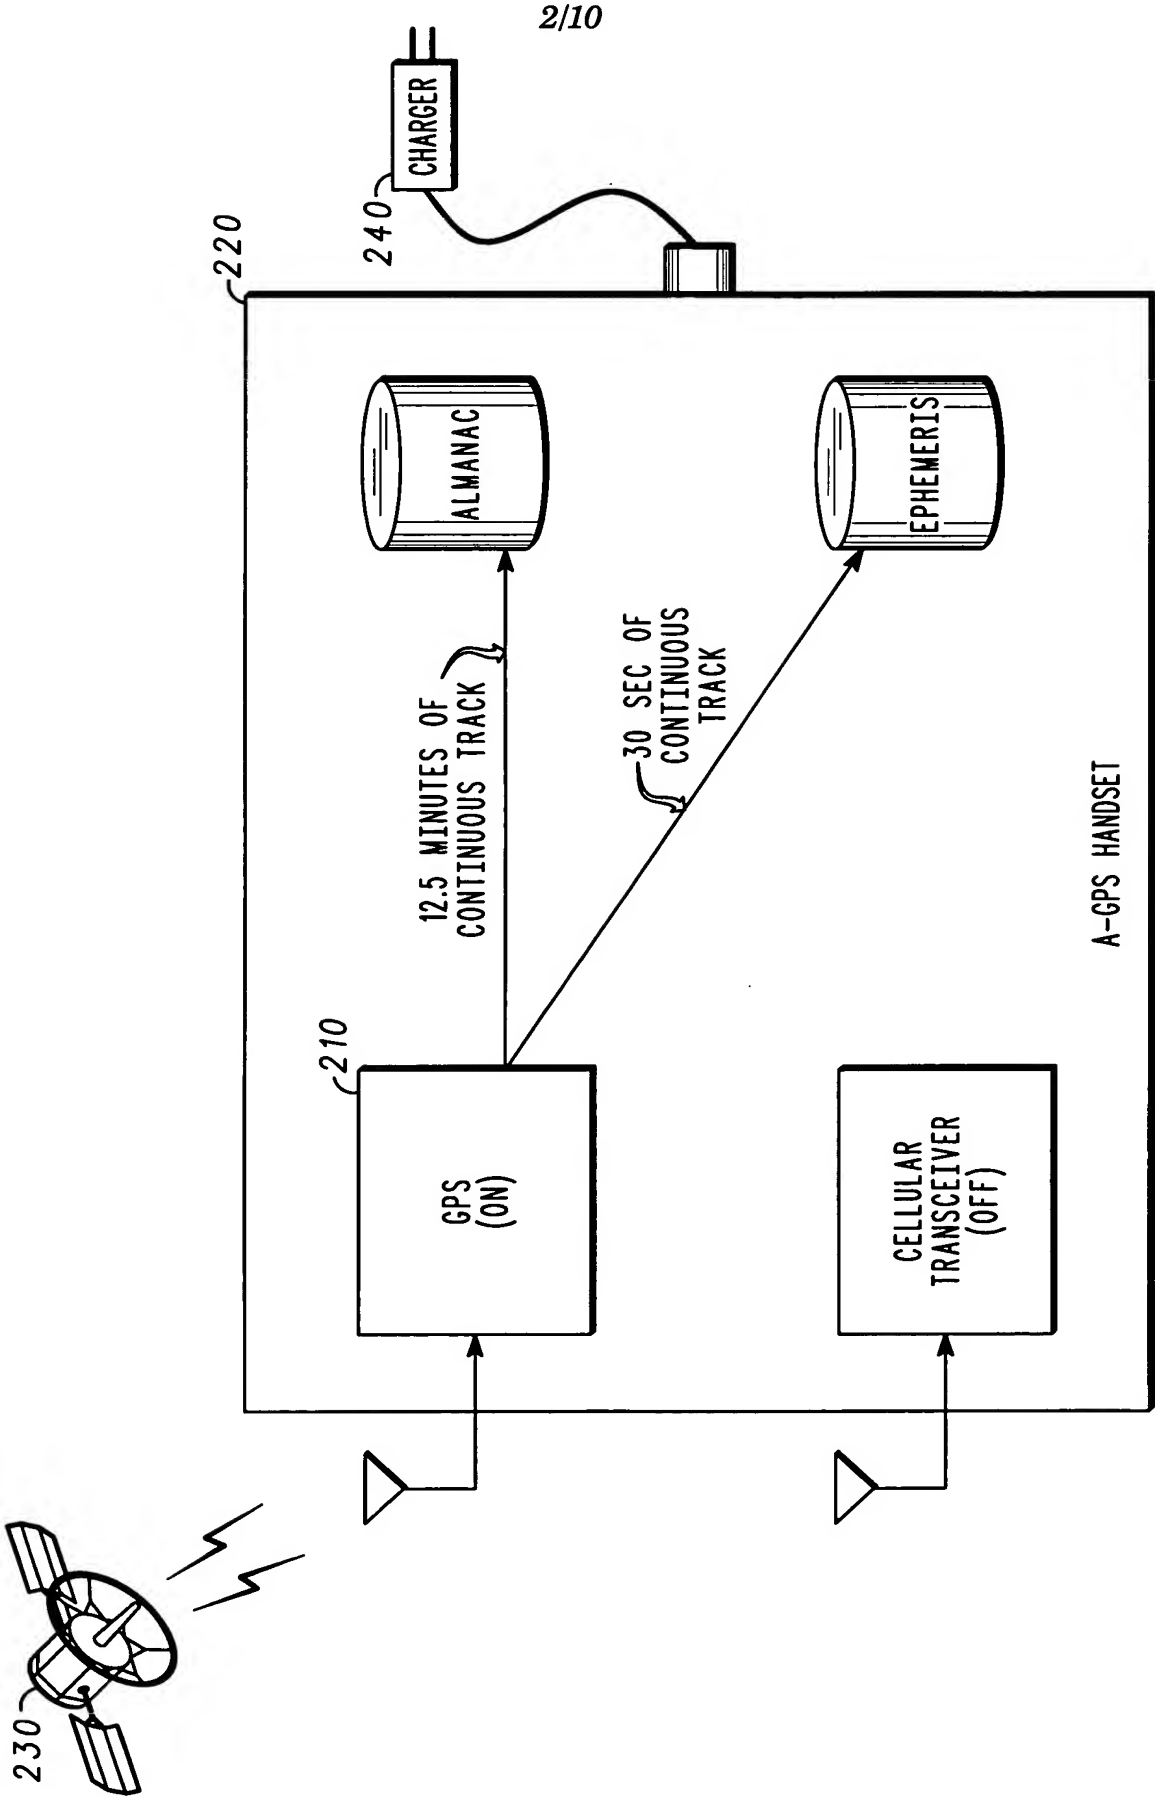 2/10
230
220
240
CHARGER
210
GPS
(ON)
12.5 MINUTES OF
CONTINUOUS TRACK
ALMANAC
30 SEC OF
CONTINUOUS
TRACK
EPHEMERIS
CELLULAR
TRANSCEIVER
(OFF)
A-GPS HANDSET